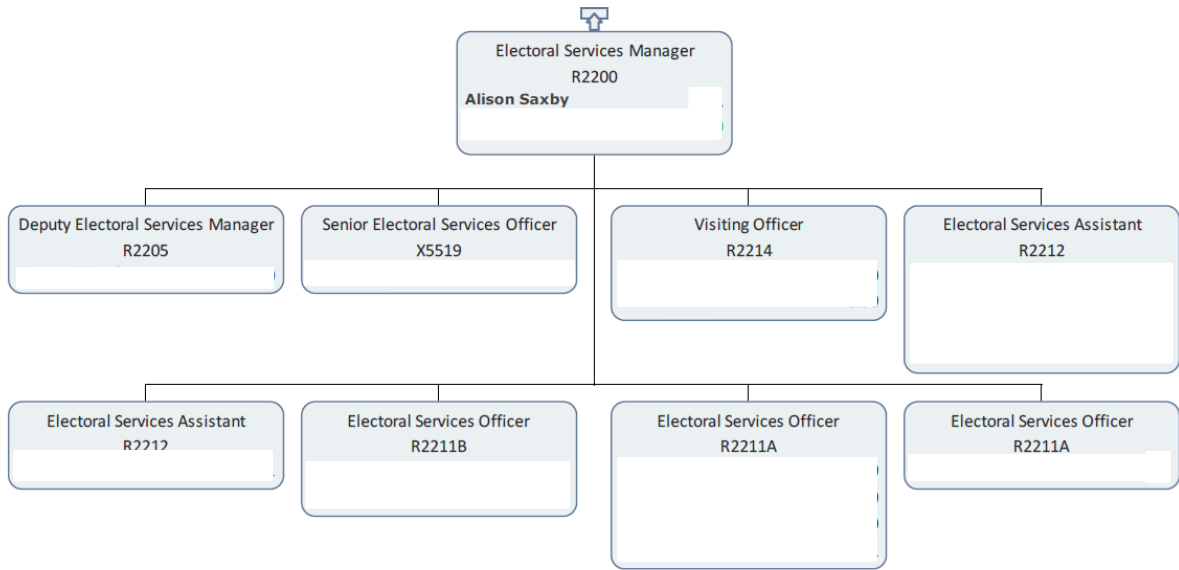 Electoral Services Manager
R2200
Alison Saxby
Deputy Electoral Services Manager
R2205
Senior Electoral Services Officer
X5519
Visiting Officer
R2214
Electoral Services Assistant
R2212
Electoral Services Assistant
R2212
Electoral Services Officer
R2211B
Electoral Services Officer
R2211A
Electoral Services Officer
R2211A